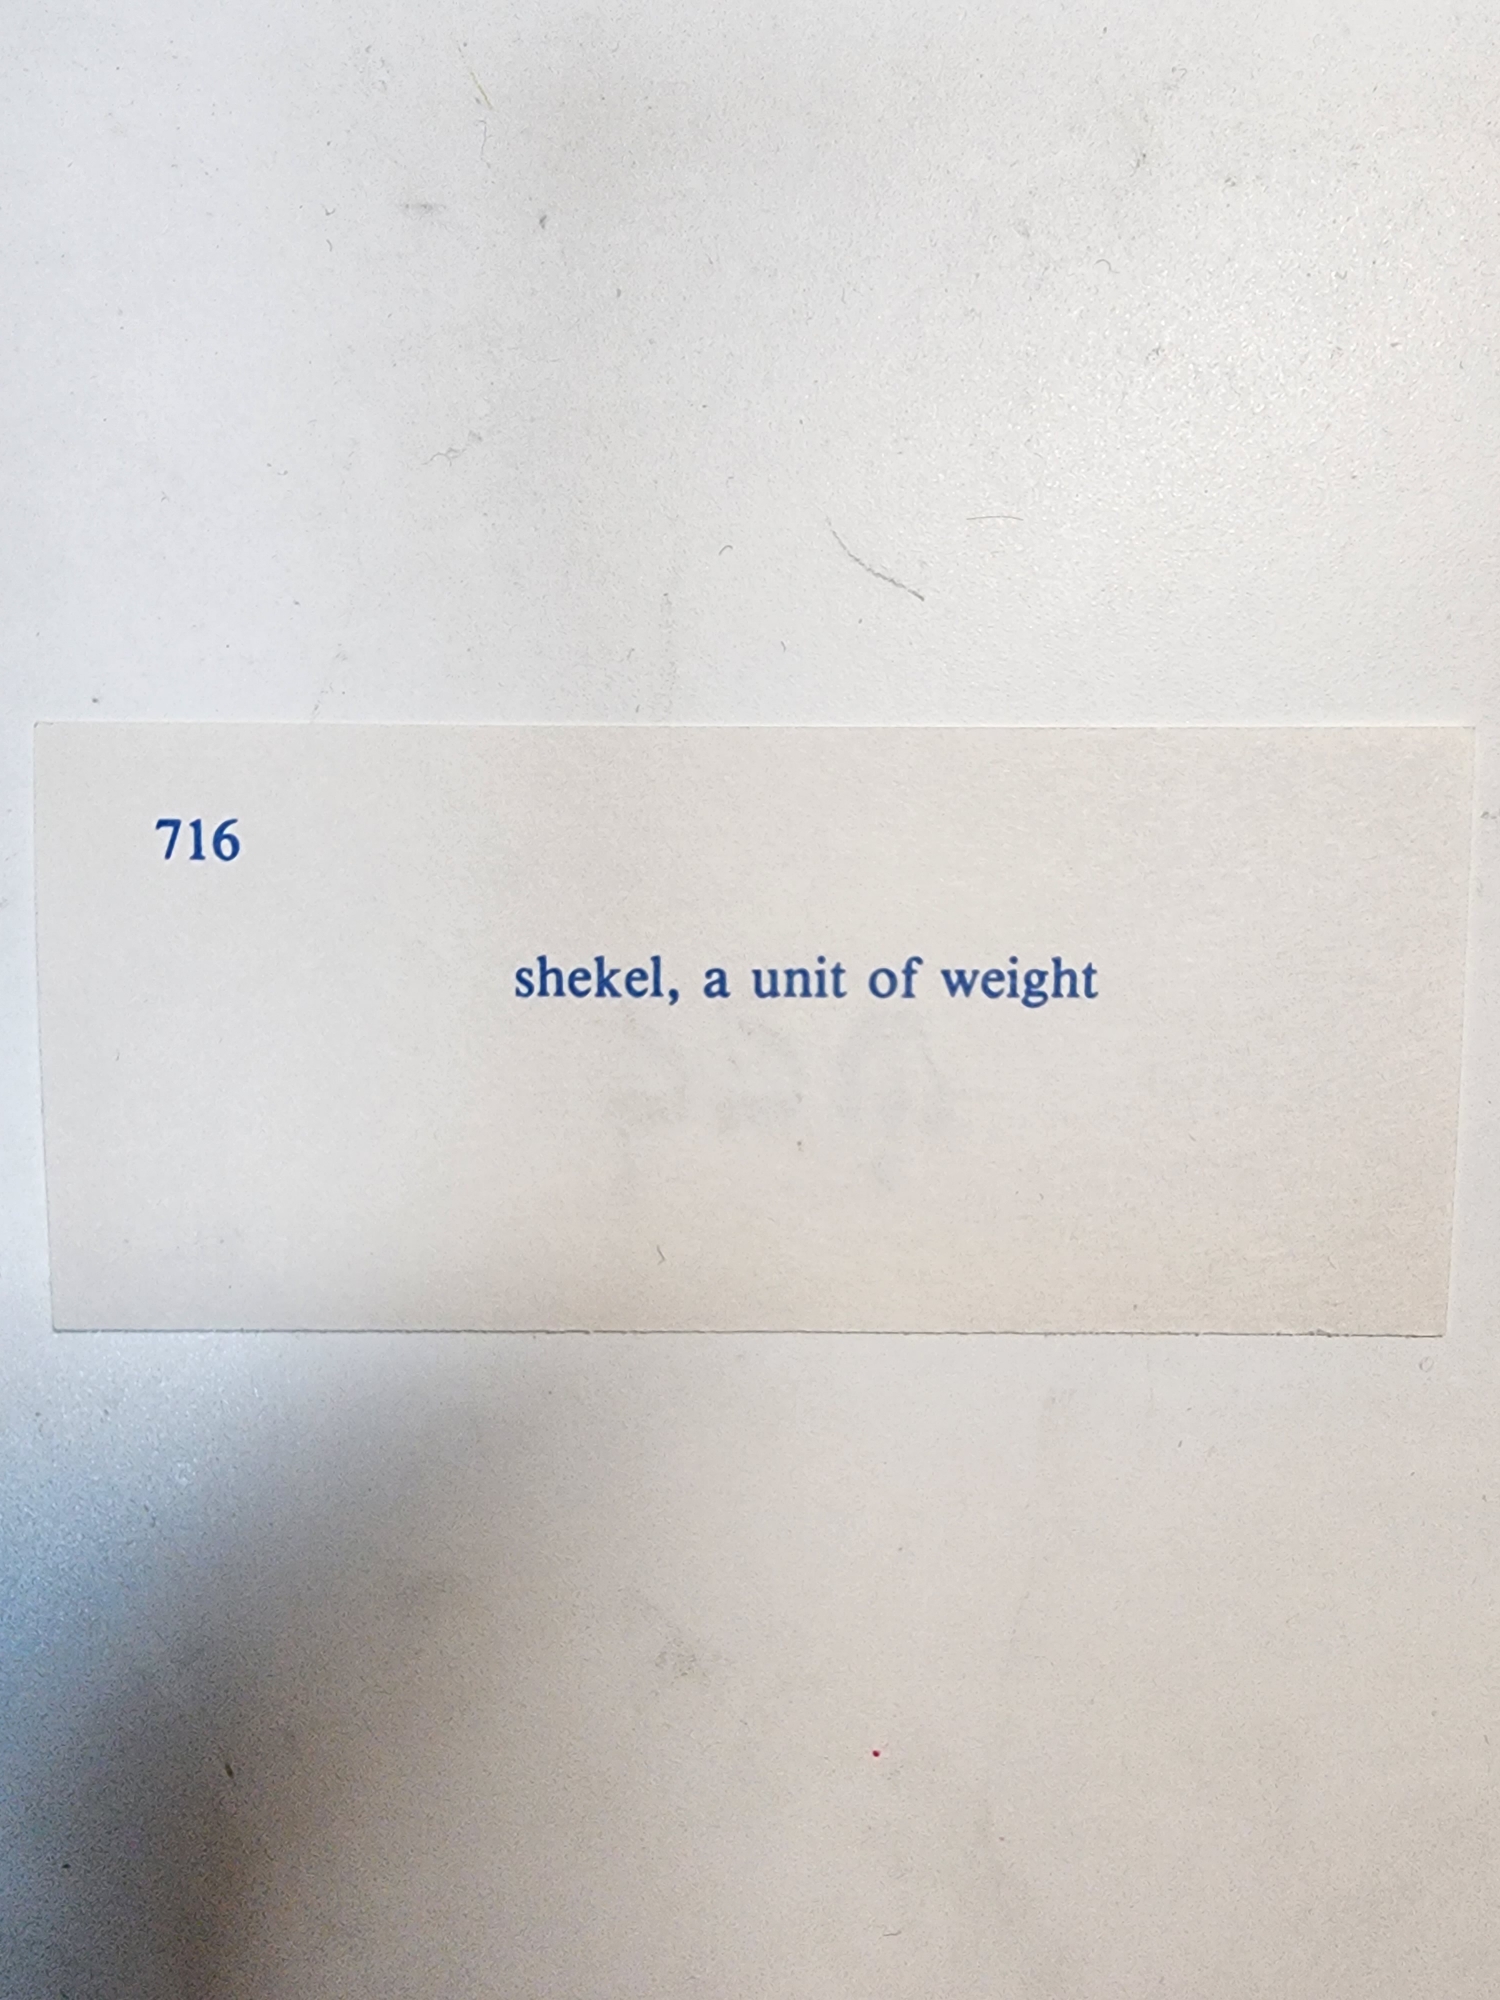 716
shekel, a unit of weight